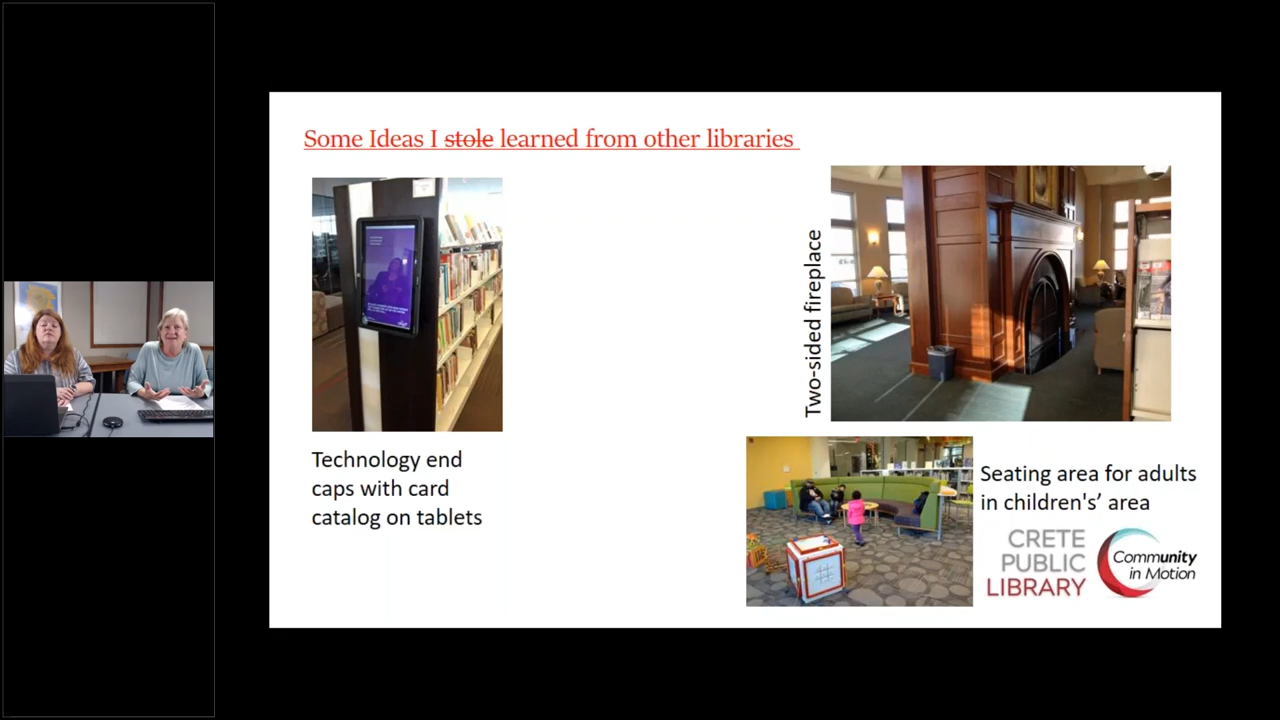 Some Ideas I stole learned from other libraries
Two-sided fireplace
Technology end
caps with card
catalog on tablets
Seating area for adults
in children's’ area
CRETE
PUBLIC
LIBRARY
Community
in Motion